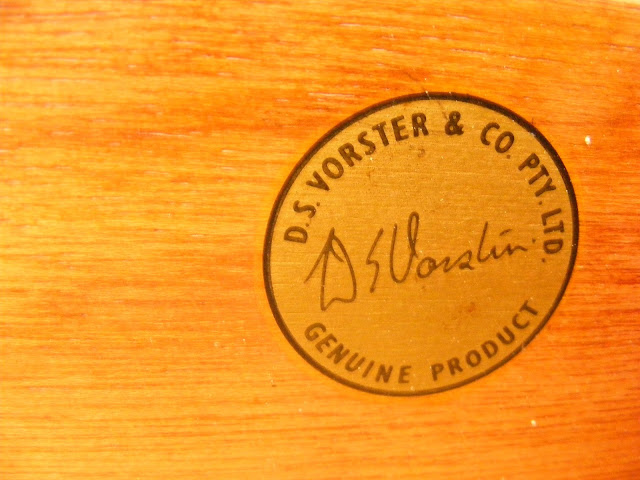 D.S. VORSTER & CO. PTY. LTD.
D S Vorster
GENUINE PRODUCT